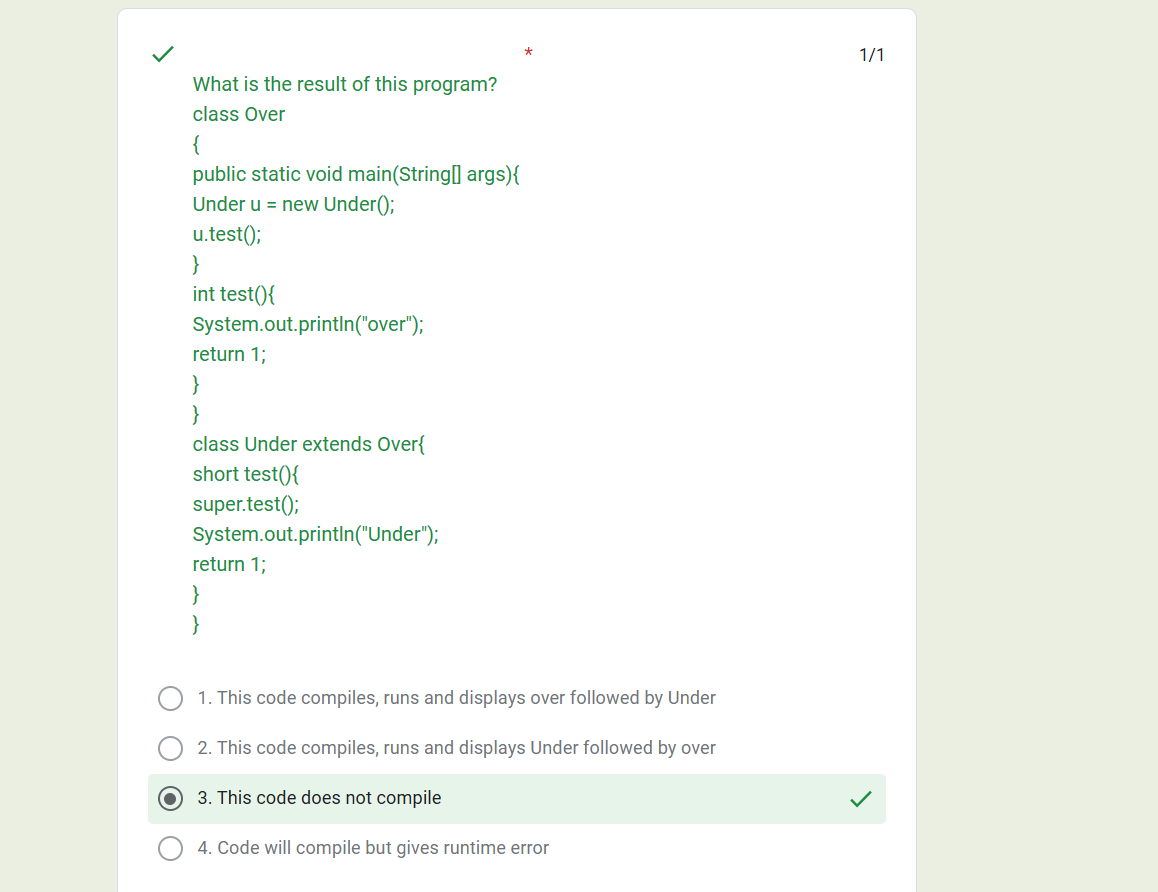 * 1/1
What is the result of this program?
class Over
{
public static void main(String[] args){
Under u = new Under();
u.test();
}
int test(){
System.out.println("over");
return 1;
}
}
class Under extends Over{
short test(){
super.test();
System.out.println("Under");
return 1;
}
}
1. This code compiles, runs and displays over followed by Under
2. This code compiles, runs and displays Under followed by over
3. This code does not compile
4. Code will compile but gives runtime error